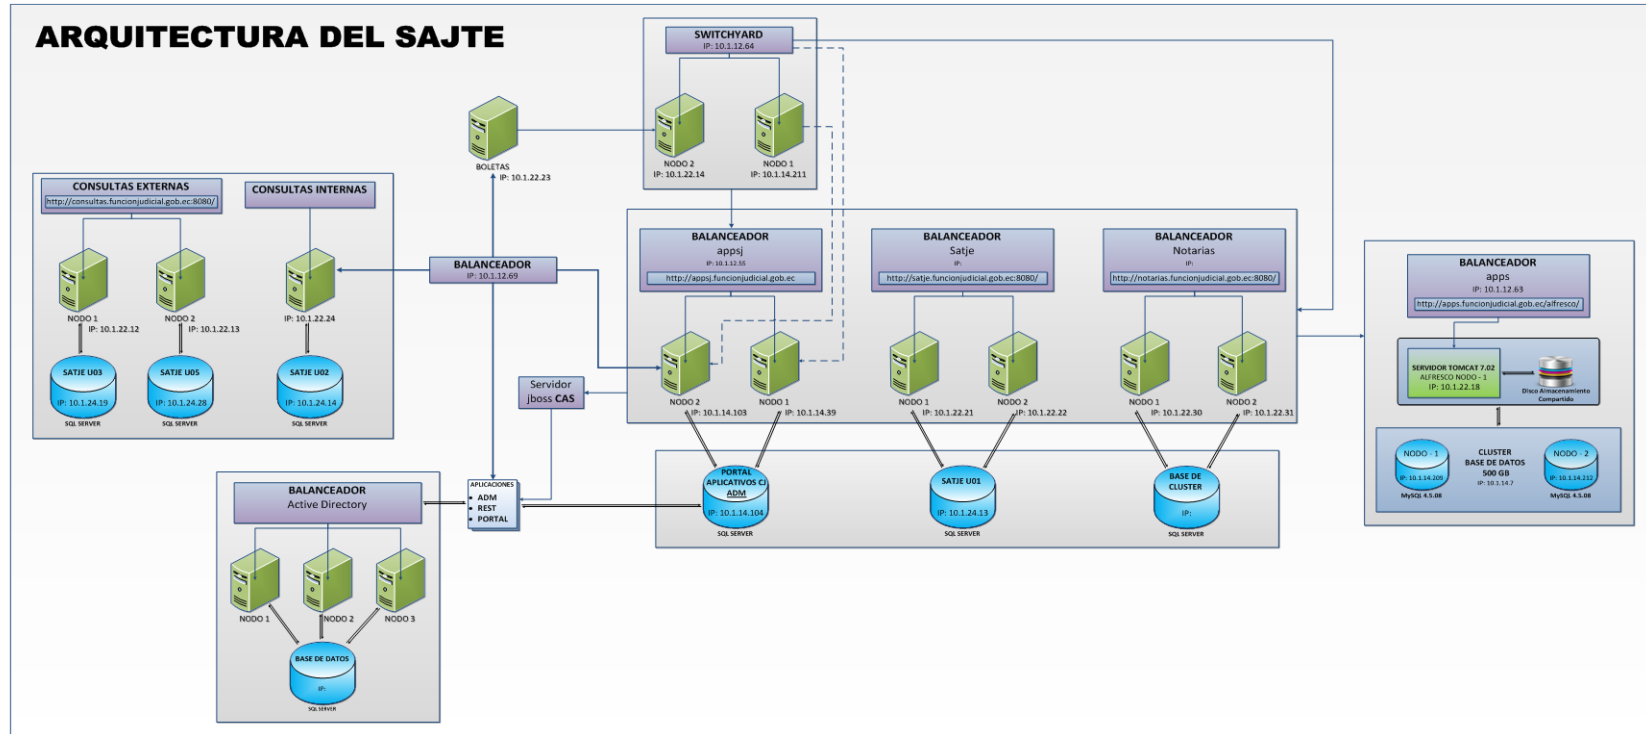 ARQUITECTURA DEL SAJTE
SWITCHYARD
IP: 10.1.12.64
NODO 2
IP: 10.1.22.14
NODO 1
IP: 10.1.14.211
BOLETAS
IP: 10.1.22.23
CONSULTAS EXTERNAS
http://consultas.funcionjudicial.gob.ec:8080/
CONSULTAS INTERNAS
NODO 1
IP: 10.1.22.12
NODO 2
IP: 10.1.22.13
IP: 10.1.22.24
SATJE U03
IP: 10.1.24.19
SQL SERVER
SATJE U05
IP: 10.1.24.28
SQL SERVER
SATJE U02
IP: 10.1.24.14
SQL SERVER
BALANCEADOR
IP: 10.1.12.69
BALANCEADOR
appsj
IP: 10.1.12.55
http://appsj.funcionjudicial.gob.ec
BALANCEADOR
Satje
IP:
http://satje.funcionjudicial.gob.ec:8080/
BALANCEADOR
Notarias
IP:
http://notarias.funcionjudicial.gob.ec:8080/
NODO 2
IP: 10.1.14.103
NODO 1
IP: 10.1.14.39
NODO 1
IP: 10.1.22.21
NODO 2
IP: 10.1.22.22
NODO 1
IP: 10.1.22.30
NODO 2
IP: 10.1.22.31
Servidor
jboss CAS
BALANCEADOR
apps
IP: 10.1.12.63
http://apps.funcionjudicial.gob.ec/alfresco/
SERVIDOR TOMCAT 7.02
ALFRESCO NODO - 1
IP: 10.1.22.18
Disco Almacenamiento
Compartido
NODO - 1
IP: 10.1.14.209
MySQL 4.5.08
CLUSTER
BASE DE DATOS
500 GB
IP: 10.1.14.7
NODO - 2
IP: 10.1.14.212
MySQL 4.5.08
PORTAL
APLICATIVOS CJ
ADM
IP: 10.1.14.104
SQL SERVER
SATJE U01
IP: 10.1.24.13
SQL SERVER
BASE DE
CLUSTER
IP:
SQL SERVER
APLICACIONES
• ADM
• REST
• PORTAL
BALANCEADOR
Active Directory
NODO 1
NODO 2
NODO 3
BASE DE DATOS
IP:
SQL SERVER